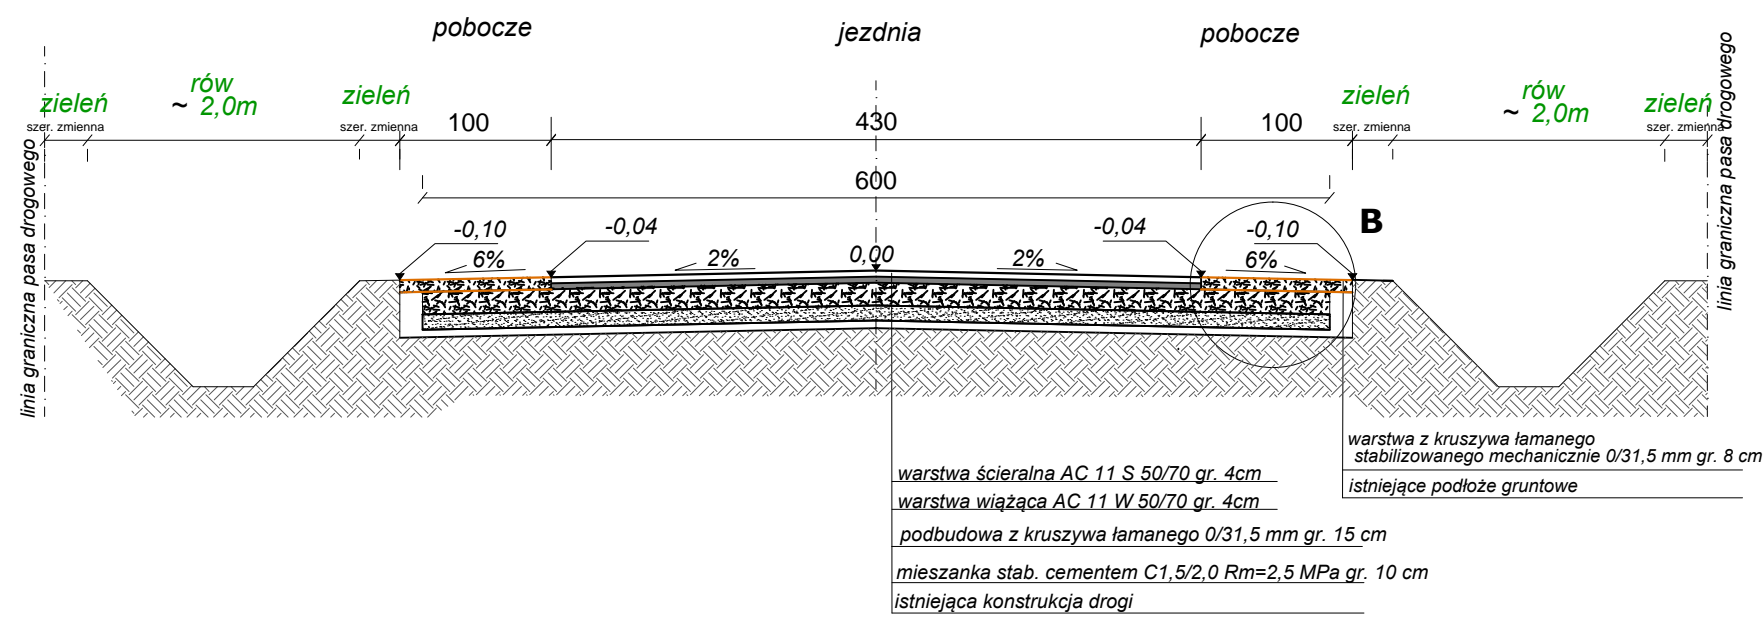 pobocze
jezdnia
pobocze
zieleń
rów
~ 2,0m
zieleń
zieleń
rów
~ 2,0m
zieleń
szer. zmienna
szer. zmienna
100
430
100
szer. zmienna
szer. zmienna
600
linia graniczna pasa drogowego
linia graniczna pasa drogowego
-0,10
-0,04
-0,04
-0,10
B
6%
2%
0,00
2%
6%
warstwa z kruszywa łamanego
stabilizowanego mechanicznie 0/31,5 mm gr. 8 cm
istniejące podłoże gruntowe
warstwa ścieralna AC 11 S 50/70 gr. 4cm
warstwa wiążąca AC 11 W 50/70 gr. 4cm
podbudowa z kruszywa łamanego 0/31,5 mm gr. 15 cm
mieszanka stab. cementem C1,5/2,0 Rm=2,5 MPa gr. 10 cm
istniejąca konstrukcja drogi